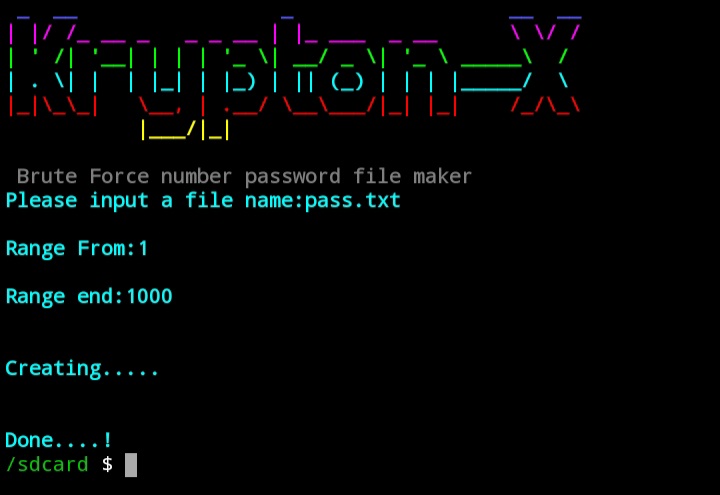 Krypton-X
Brute Force number password file maker
Please input a file name:pass.txt
Range From:1
Range end:1000
Creating.....
Done....!
/sdcard $